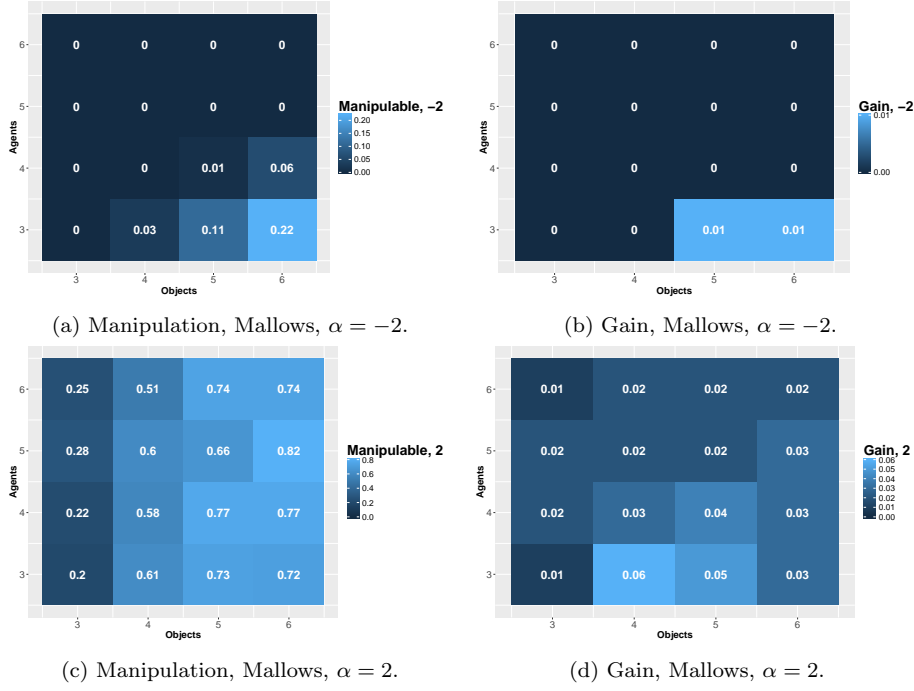 6 0 0 0 0
5 0 0 0 0
4 0 0 0.01 0.06
3 0 0.03 0.11 0.22
3 4 5 6
Objects
Agents
Manipulable, −2
0.20
0.15
0.10
0.05
0.00
(a) Manipulation, Mallows, α = −2.
6 0 0 0 0
5 0 0 0 0
4 0 0 0 0
3 0 0 0.01 0.01
3 4 5 6
Objects
Agents
Gain, −2
0.01
0.00
(b) Gain, Mallows, α = −2.
6 0.25 0.51 0.74 0.74
5 0.28 0.6 0.66 0.82
4 0.22 0.58 0.77 0.77
3 0.2 0.61 0.73 0.72
3 4 5 6
Objects
Agents
Manipulable, 2
0.8
0.6
0.4
0.2
0.0
(c) Manipulation, Mallows, α = 2.
6 0.01 0.02 0.02 0.02
5 0.02 0.02 0.02 0.03
4 0.02 0.03 0.04 0.03
3 0.01 0.06 0.05 0.03
3 4 5 6
Objects
Agents
Gain, 2
0.06
0.05
0.04
0.03
0.02
0.01
0.00
(d) Gain, Mallows, α = 2.